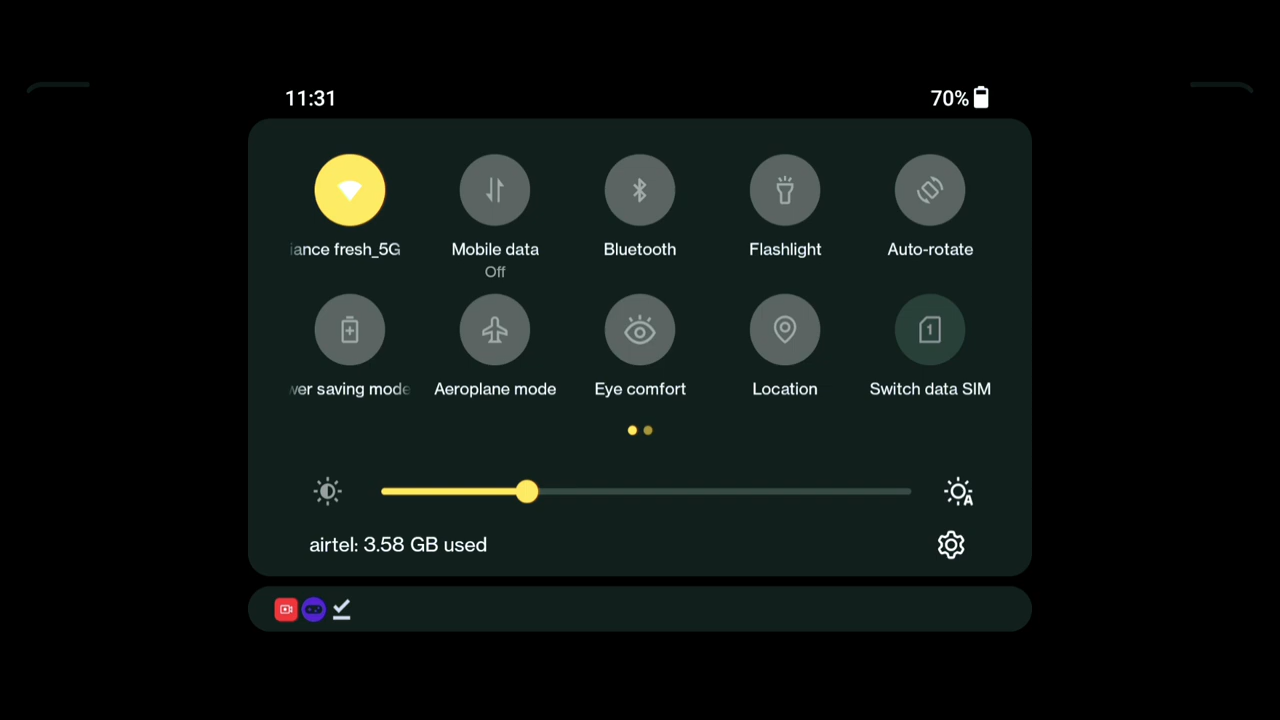 11:31 70%
iance fresh_5G Mobile data Bluetooth Flashlight Auto-rotate
Off
wer saving mode Aeroplane mode Eye comfort Location Switch data SIM
airtel: 3.58 GB used